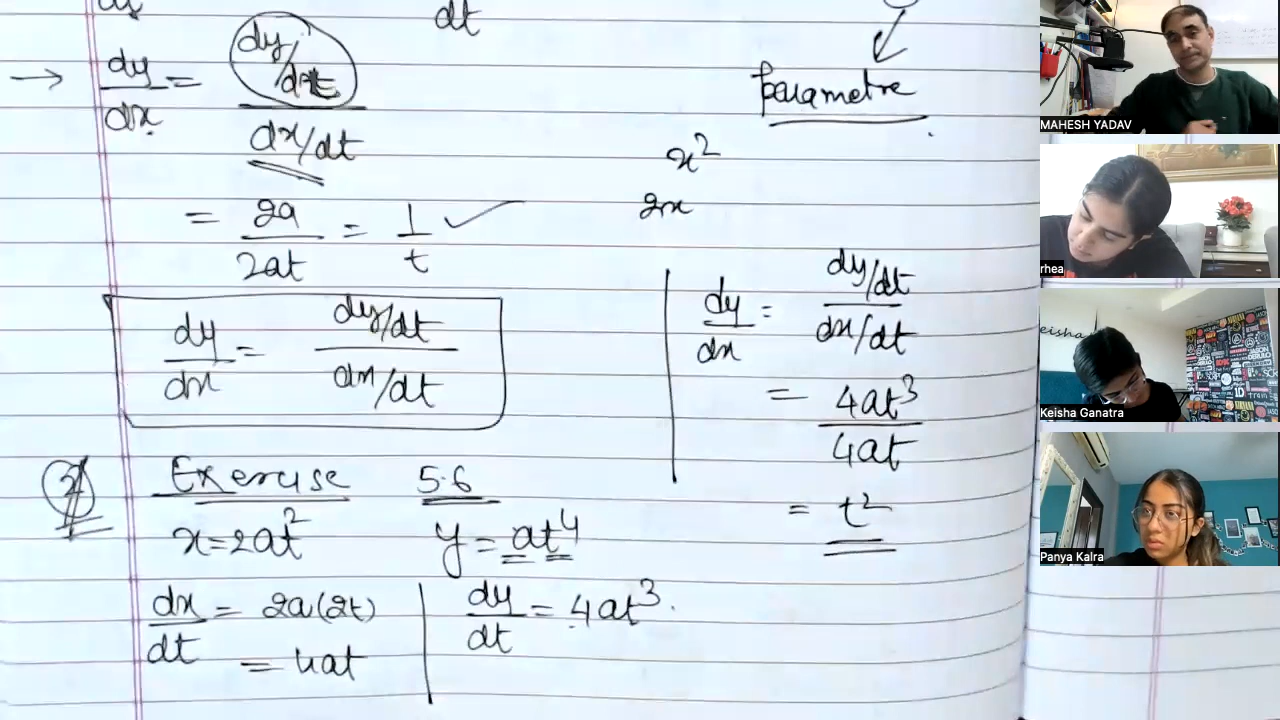 dx
dt
→ dy/dx = (dy/dt)/(dx/dt)
parametre
x²
= 2a/2at = 1/t ✓
2x
dy/dx = (dy/dt)/(dx/dt)
dy/dx = (dy/dt)/(dx/dt)
= 4at³/4at
= t²
Exercise 5.6
x=2at² y = at⁴
dx/dt = 2a(2t)
= 4at
dy/dt = 4at³.
MAHESH YADAV
rhea
keisha
Keisha Ganatra
Panya Kalra